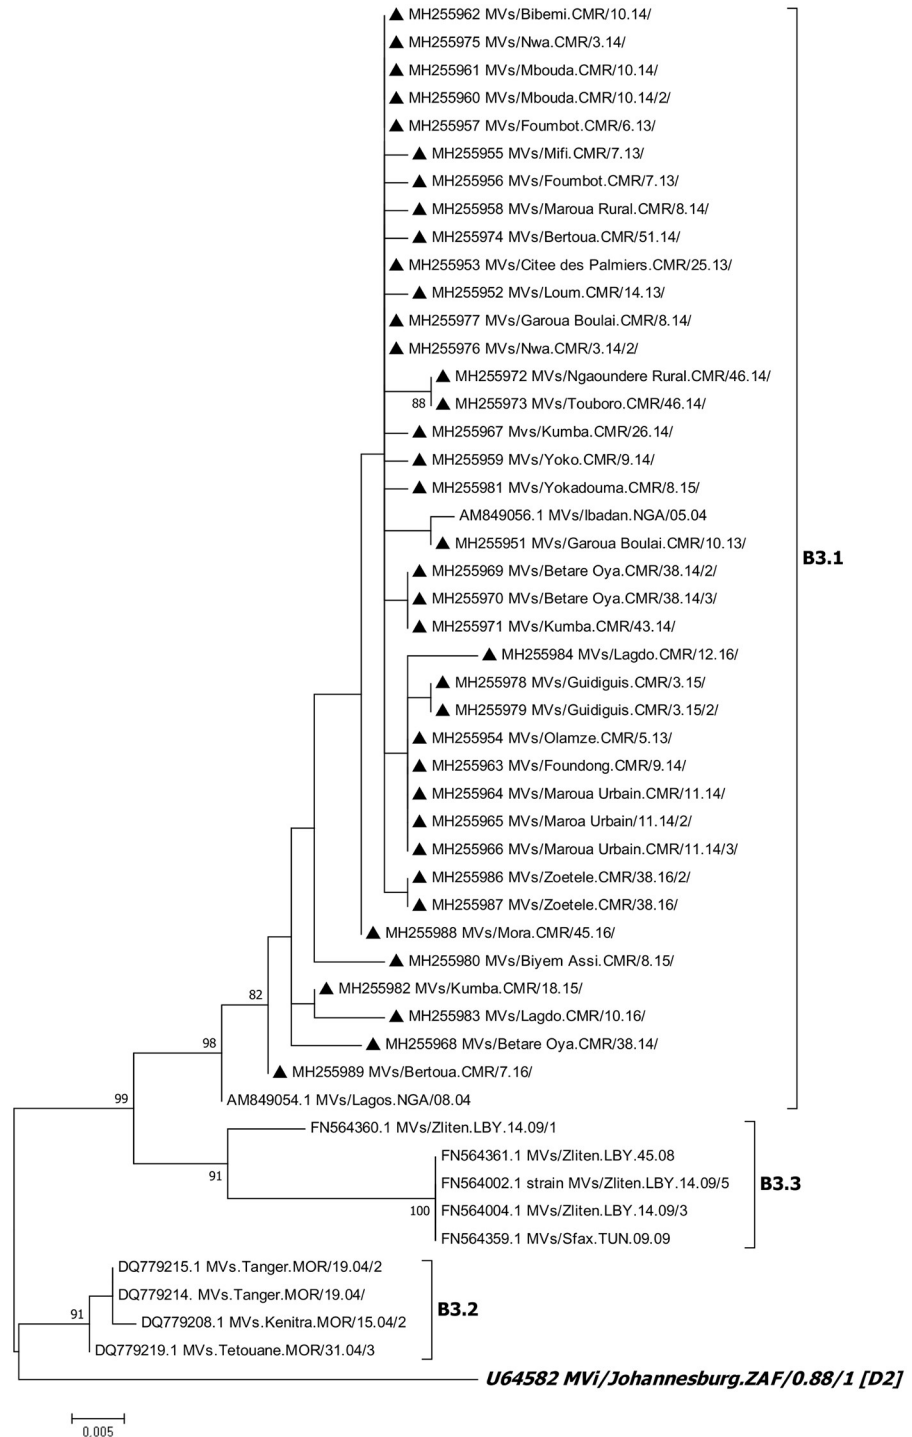 MH255962 MVs/Bibemi.CMR/10.14/
MH255975 MVs/Nwa.CMR/3.14/
MH255961 MVs/Mbouda.CMR/10.14/
MH255960 MVs/Mbouda.CMR/10.14/2/
MH255957 MVs/Foumbot.CMR/6.13/
MH255955 MVs/Mifi.CMR/7.13/
MH255956 MVs/Foumbot.CMR/7.13/
MH255958 MVs/Maroua Rural.CMR/8.14/
MH255974 MVs/Bertoua.CMR/51.14/
MH255953 MVs/Citee des Palmiers.CMR/25.13/
MH255952 MVs/Loum.CMR/14.13/
MH255977 MVs/Garoua Boulai.CMR/8.14/
MH255976 MVs/Nwa.CMR/3.14/2/
MH255972 MVs/Ngaoundere Rural.CMR/46.14/
88
MH255973 MVs/Touboro.CMR/46.14/
MH255967 Mvs/Kumba.CMR/26.14/
MH255959 MVs/Yoko.CMR/9.14/
MH255981 MVs/Yokadouma.CMR/8.15/
AM849056.1 MVs/Ibadan.NGA/05.04
MH255951 MVs/Garoua Boulai.CMR/10.13/
B3.1
MH255969 MVs/Betare Oya.CMR/38.14/2/
MH255970 MVs/Betare Oya.CMR/38.14/3/
MH255971 MVs/Kumba.CMR/43.14/
MH255984 MVs/Lagdo.CMR/12.16/
MH255978 MVs/Guidiguis.CMR/3.15/
MH255979 MVs/Guidiguis.CMR/3.15/2/
MH255954 MVs/Olamze.CMR/5.13/
MH255963 MVs/Foundong.CMR/9.14/
MH255964 MVs/Maroua Urbain.CMR/11.14/
MH255965 MVs/Maroa Urbain/11.14/2/
MH255966 MVs/Maroua Urbain.CMR/11.14/3/
MH255986 MVs/Zoetele.CMR/38.16/2/
MH255987 MVs/Zoetele.CMR/38.16/
MH255988 MVs/Mora.CMR/45.16/
MH255980 MVs/Biyem Assi.CMR/8.15/
MH255982 MVs/Kumba.CMR/18.15/
82
MH255983 MVs/Lagdo.CMR/10.16/
98
MH255968 MVs/Betare Oya.CMR/38.14/
MH255989 MVs/Bertoua.CMR/7.16/
99
AM849054.1 MVs/Lagos.NGA/08.04
FN564360.1 MVs/Zliten.LBY.14.09/1
FN564361.1 MVs/Zliten.LBY.45.08
91
FN564002.1 strain MVs/Zliten.LBY.14.09/5
B3.3
100
FN564004.1 MVs/Zliten.LBY.14.09/3
FN564359.1 MVs/Sfax.TUN.09.09
DQ779215.1 MVs.Tanger.MOR/19.04/2
DQ779214. MVs.Tanger.MOR/19.04/
B3.2
91
DQ779208.1 MVs.Kenitra.MOR/15.04/2
DQ779219.1 MVs.Tetouane.MOR/31.04/3
U64582 MVi/Johannesburg.ZAF/0.88/1 [D2]
0.005